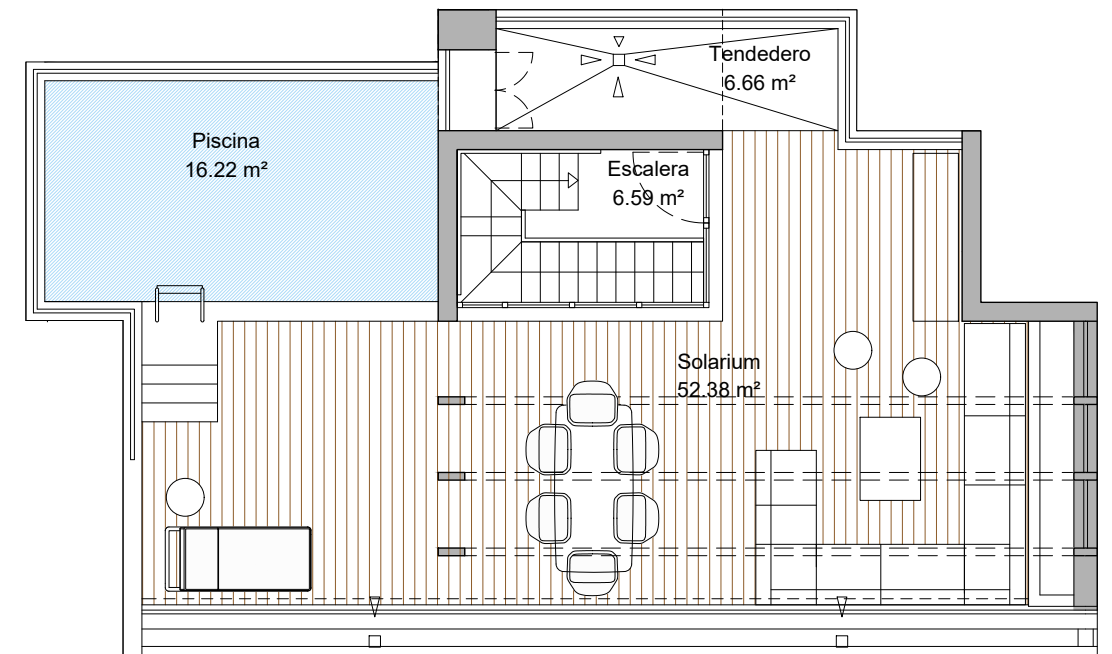 Tendedero
6.66 m²
Piscina
16.22 m²
Escalera
6.59 m²
Solarium
52.38 m²